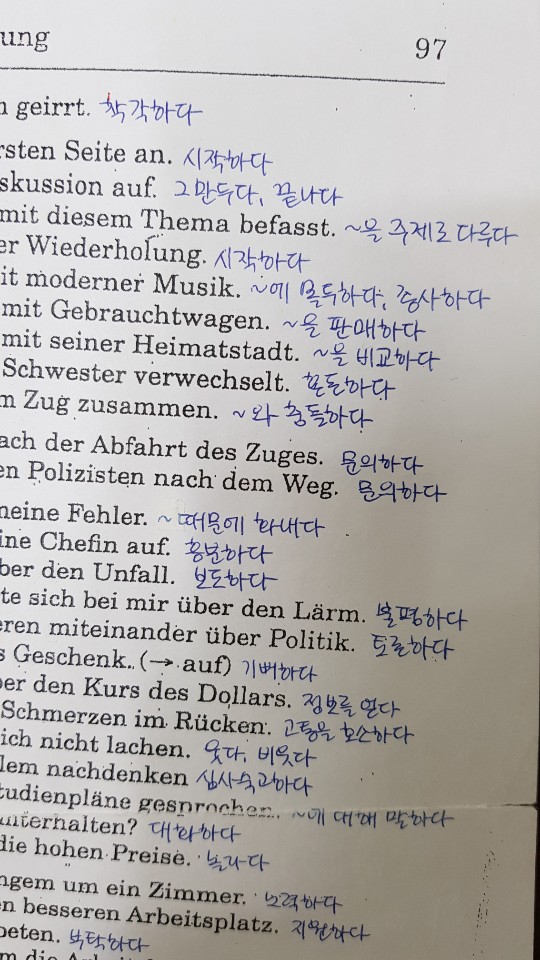 ung 97
n geirrt. 착각하다
rsten Seite an. 시작하다
skussion auf. 그만두다, 끝나다
mit diesem Thema befasst. ~을 주제로 다루다
er Wiederholung. 시작하다
it moderner Musik. ~에 몰두하다, 종사하다
mit Gebrauchtwagen. ~을 판매하다
mit seiner Heimatstadt. ~을 비교하다
Schwester verwechselt. 혼돈하다
m Zug zusammen. ~와 충돌하다
ach der Abfahrt des Zuges. 문의하다
en Polizisten nach dem Weg. 문의하다
neine Fehler. ~때문에 화내다
ine Chefin auf. 흥분하다
ber den Unfall. 보도하다
te sich bei mir über den Lärm. 불평하다
eren miteinander über Politik. 토론하다
s Geschenk. (→ auf) 기뻐하다
er den Kurs des Dollars. 정보를 얻다
Schmerzen im Rücken. 고통을 호소하다
ich nicht lachen. 웃다, 비웃다
lem nachdenken 심사숙고하다
tudienpläne gesprochen. ~에 대해 말하다
unterhalten? 대화하다
die hohen Preise. 놀라다
ngem um ein Zimmer. 노력하다
n besseren Arbeitsplatz. 지원하다
beten. 부탁하다